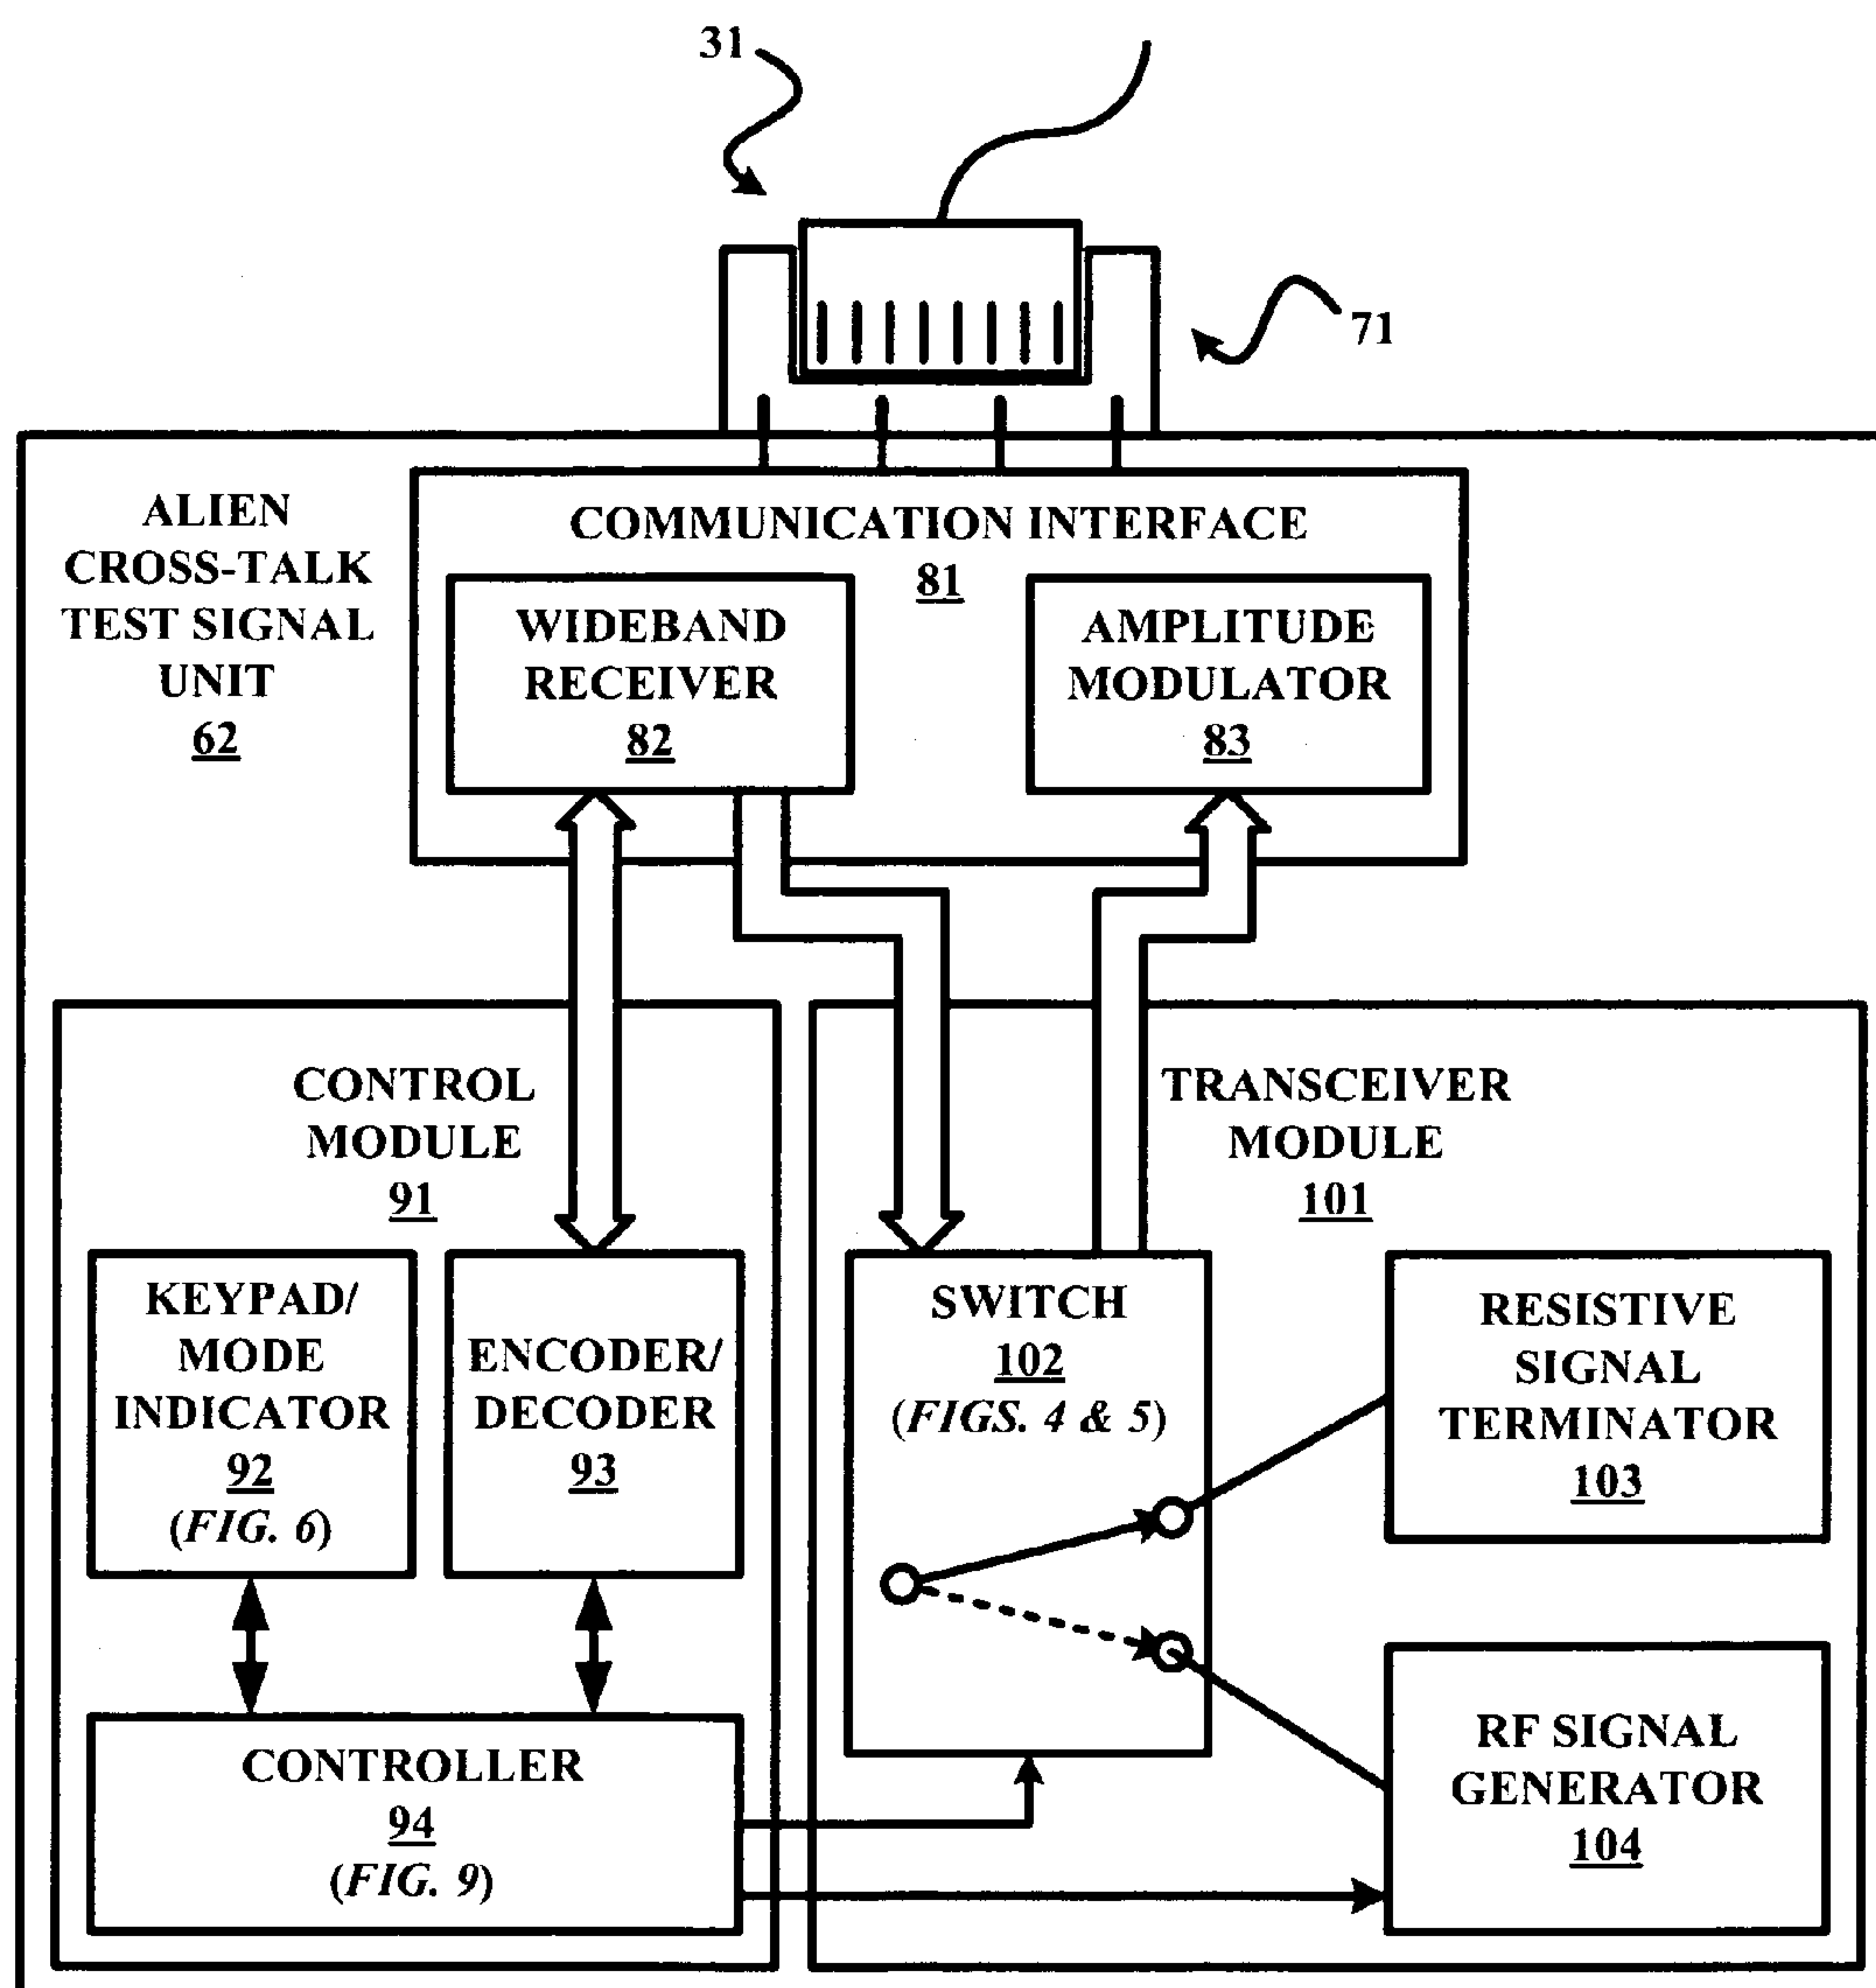 31
71
ALIEN
CROSS-TALK
TEST SIGNAL
UNIT
62
COMMUNICATION INTERFACE
81
WIDEBAND
RECEIVER
82
AMPLITUDE
MODULATOR
83
CONTROL
MODULE
91
TRANSCEIVER
MODULE
101
KEYPAD/
MODE
INDICATOR
92
(FIG. 6)
ENCODER/
DECODER
93
SWITCH
102
(FIGS. 4 & 5)
RESISTIVE
SIGNAL
TERMINATOR
103
CONTROLLER
94
(FIG. 9)
RF SIGNAL
GENERATOR
104